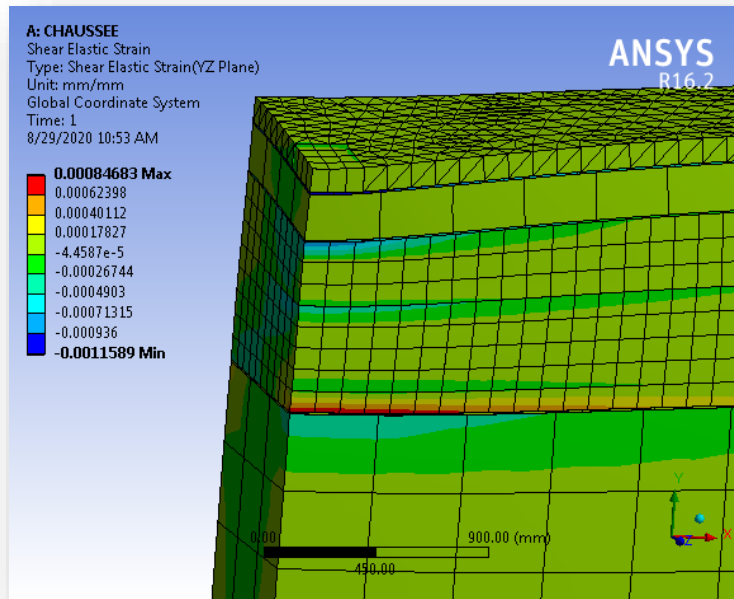 A: CHAUSSEE
Shear Elastic Strain
Type: Shear Elastic Strain(YZ Plane)
Unit: mm/mm
Global Coordinate System
Time: 1
8/29/2020 10:53 AM
ANSYS
R16.2
0.00084683 Max
0.00062398
0.00040112
0.00017827
-4.4587e-5
-0.00026744
-0.0004903
-0.00071315
-0.000936
-0.0011589 Min
Y
X
Z
0.00
900.00 (mm)
450.00